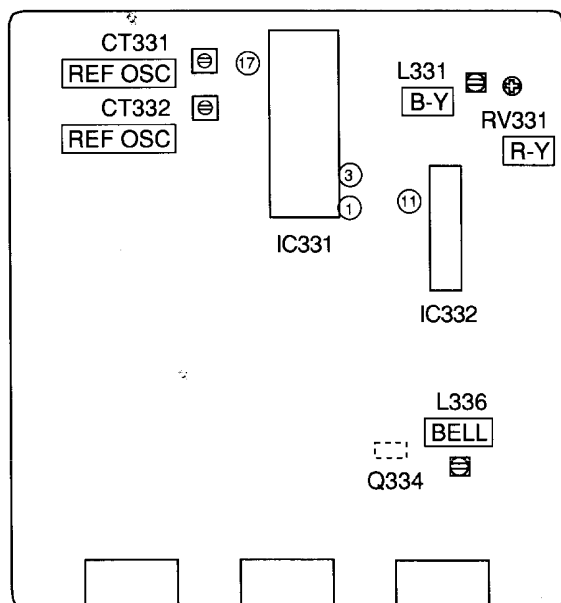 CT331
REF OSC
17
CT332
REF OSC
L331
B-Y
RV331
R-Y
3
1
11
IC331
IC332
L336
BELL
Q334